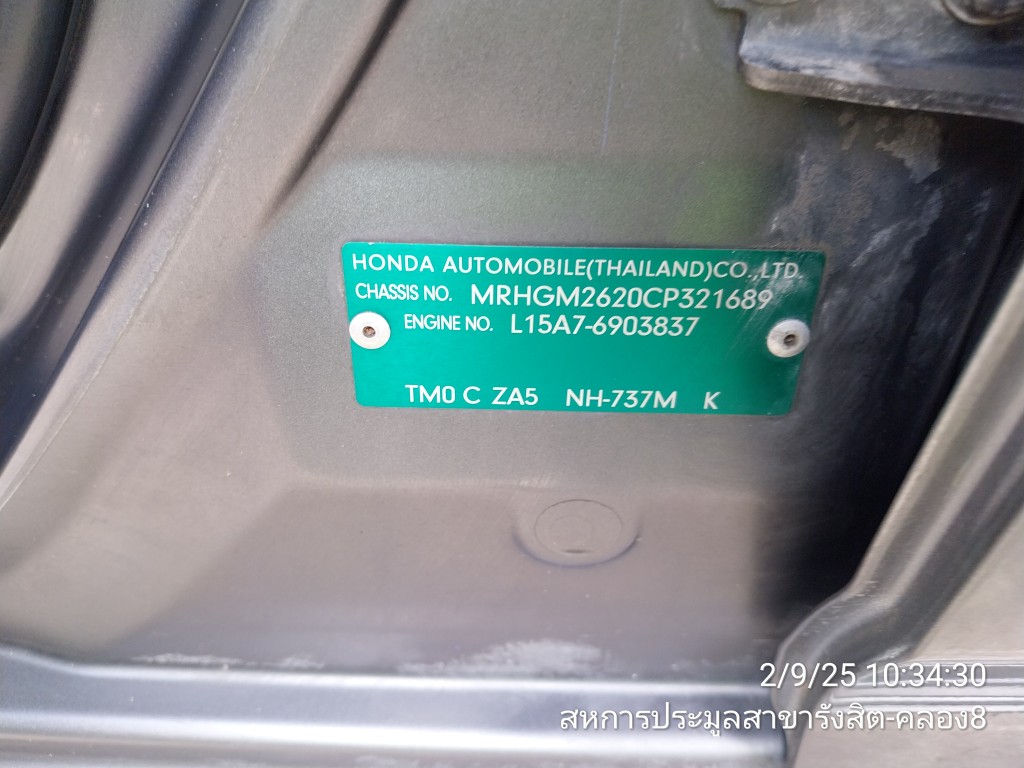 HONDA AUTOMOBILE(THAILAND)CO.,LTD.
CHASSIS NO. MRHGM2620CP321689
ENGINE NO. L15A7-6903837
TM0 C ZA5 NH-737M K
2/9/25 10:34:30
สหการประมูลสาขารังสิต-คลอง8